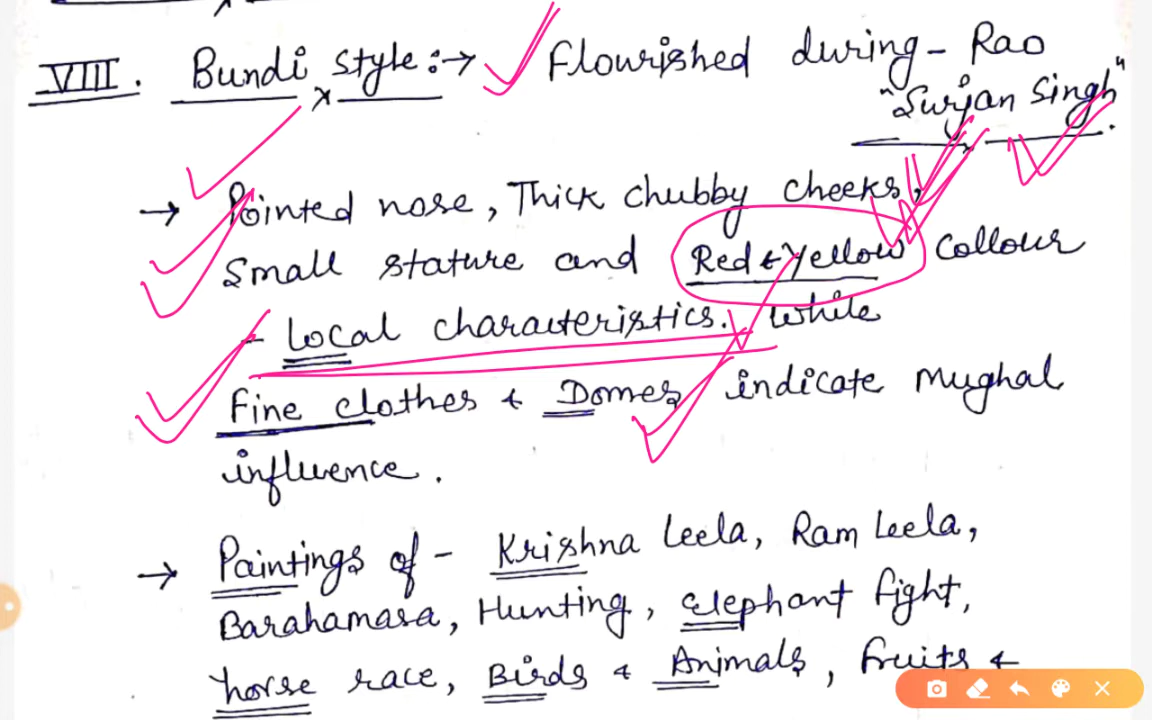 VIII. Bundi style:→ Flourished during - Rao
"Surjan Singh".
→ Pointed nose, Thick chubby cheeks,
Small stature and Red & Yellow Collour
- Local characteristics. While
Fine clothes & Domes indicate Mughal
influence.
→ Paintings of - Krishna Leela, Ram Leela,
Barahamasa, Hunting, elephant fight,
horse race, Birds & Animals, fruits &